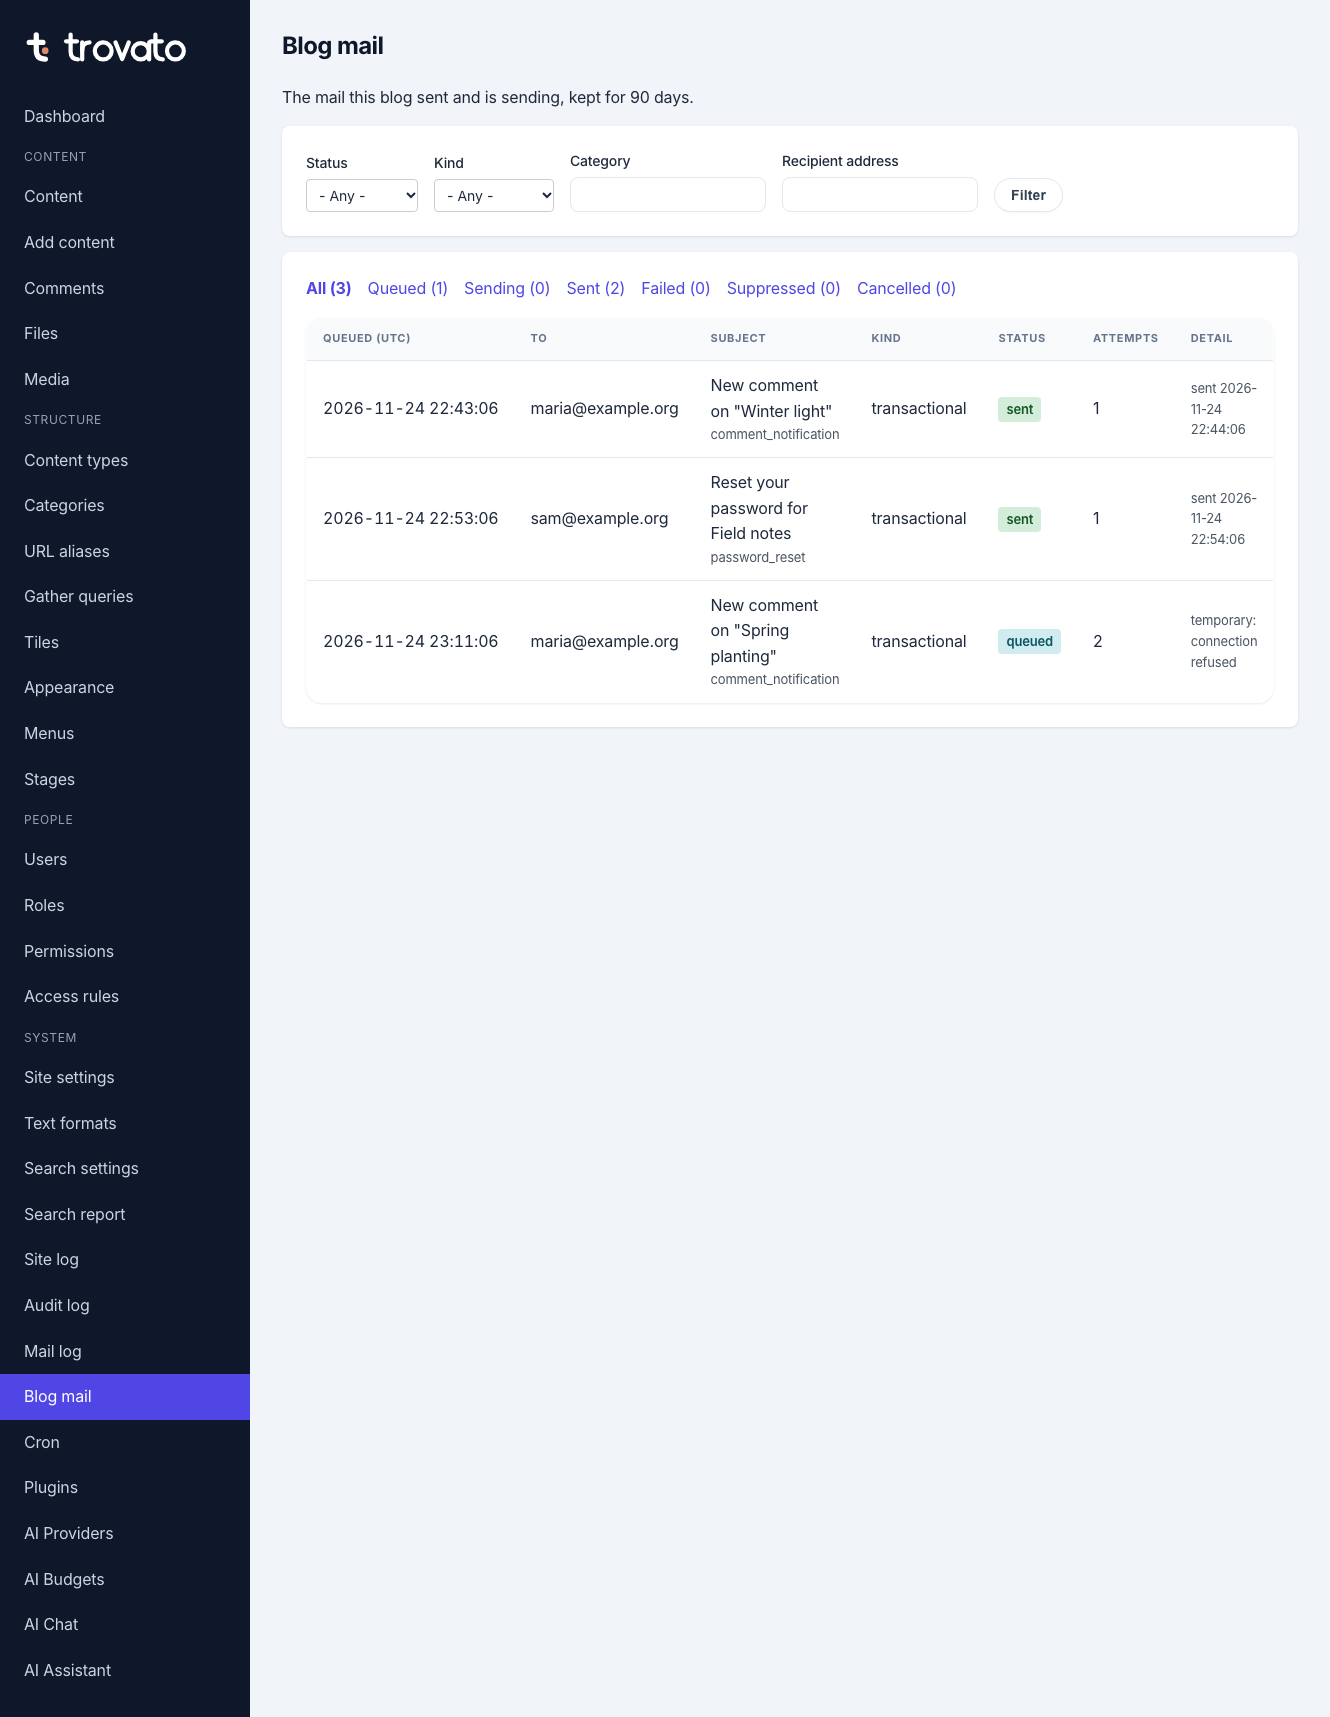 t. trovato
Dashboard
CONTENT
Content
Add content
Comments
Files
Media
STRUCTURE
Content types
Categories
URL aliases
Gather queries
Tiles
Appearance
Menus
Stages
PEOPLE
Users
Roles
Permissions
Access rules
SYSTEM
Site settings
Text formats
Search settings
Search report
Site log
Audit log
Mail log
Blog mail
Cron
Plugins
AI Providers
AI Budgets
AI Chat
AI Assistant
Blog mail
The mail this blog sent and is sending, kept for 90 days.
Status Kind Category Recipient address
- Any - - Any - Filter
All (3) Queued (1) Sending (0) Sent (2) Failed (0) Suppressed (0) Cancelled (0)
QUEUED (UTC) TO SUBJECT KIND STATUS ATTEMPTS DETAIL
2026-11-24 22:43:06
maria@example.org
New comment
on "Winter light"
comment_notification
transactional
sent
1
sent 2026-
11-24
22:44:06
2026-11-24 22:53:06
sam@example.org
Reset your
password for
Field notes
password_reset
transactional
sent
1
sent 2026-
11-24
22:54:06
2026-11-24 23:11:06
maria@example.org
New comment
on "Spring
planting"
comment_notification
transactional
queued
2
temporary:
connection
refused